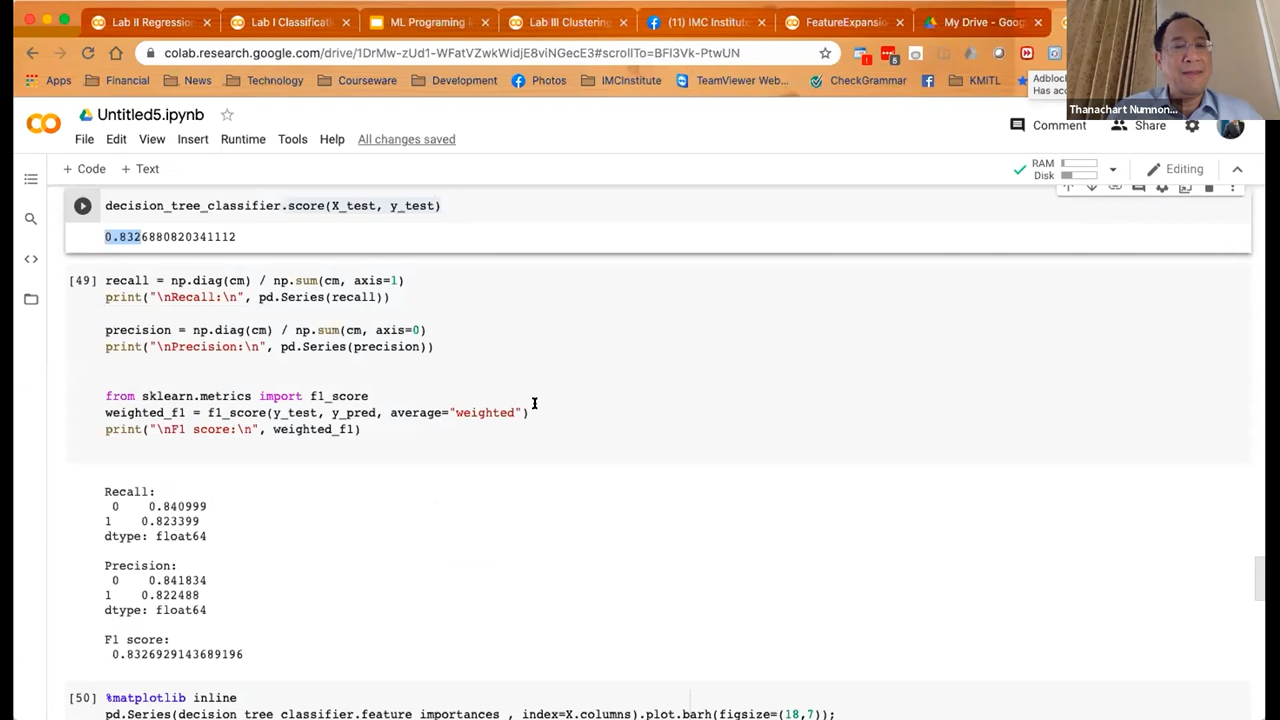 Lab II Regressio
Lab I Classificat
ML Programing
Lab III Clustering
(11) IMC Institut
FeatureExpansio
My Drive - Goog
colab.research.google.com/drive/1DrMw-zUd1-WFatVZwkWidjE8viNGecE3#scrollTo=BFI3Vk-PtwUN
Apps
Financial
News
Technology
Courseware
Development
Photos
IMCInstitute
TeamViewer Web...
CheckGrammar
KMITL
Adblock
Has acc
Thanachart Numnon...
Untitled5.ipynb
File Edit View Insert Runtime Tools Help All changes saved
Comment
Share
+ Code + Text
RAM
Disk
Editing
decision_tree_classifier.score(X_test, y_test)
0.8326880820341112
[49] recall = np.diag(cm) / np.sum(cm, axis=1)
print("\nRecall:\n", pd.Series(recall))
precision = np.diag(cm) / np.sum(cm, axis=0)
print("\nPrecision:\n", pd.Series(precision))
from sklearn.metrics import f1_score
weighted_f1 = f1_score(y_test, y_pred, average="weighted")
print("\nF1 score:\n", weighted_f1)
Recall:
0 0.840999
1 0.823399
dtype: float64
Precision:
0 0.841834
1 0.822488
dtype: float64
F1 score:
0.8326929143689196
[50] %matplotlib inline
pd.Series(decision_tree_classifier.feature_importances_, index=X.columns).plot.barh(figsize=(18,7));